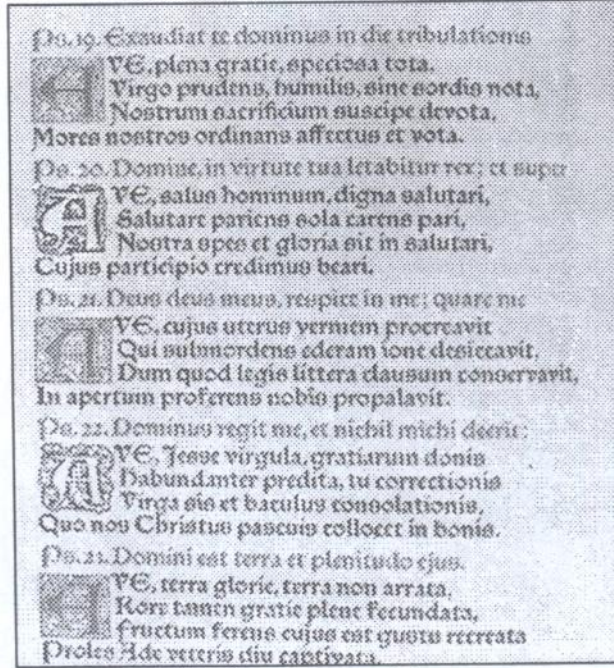 Ps. 19. Exaudiat te dominus in die tribulationis
AVE, plena gratie, speciosa tota,
Virgo prudens, humilis, sine sordis nota,
Nostrum sacrificium suscipe devota,
Mores nostros ordinans affectus et vota.
Ps. 20. Domine, in virtute tua letabitur rex; et super
AVE, salus hominum, digna salutari,
Salutare pariens sola carens pari,
Nostra spes et gloria sit in salutari,
Cujus participio credimus beari.
Ps. 21. Deus deus meus, respice in me; quare me
AVE, cujus uterus vermem procreavit
Qui submordens ederam ione desiccavit,
Dum quod legis littera clausum conservavit,
In apertum proferens nobis propalavit.
Ps. 22. Dominus regit me, et nichil michi deerit:
AVE, Jesse virgula, gratiarum donis
Habundanter predita, tu correctionis
Virga sis et baculus consolationis,
Quo nos Christus pascuis collocet in bonis.
Ps. 23. Domini est terra et plenitudo ejus.
AVE, terra glorie, terra non arrata,
Rore tamen gratie plene fecundata,
Fructum ferens cujus est gustu recreata
Proles Ade veteris diu captivata.